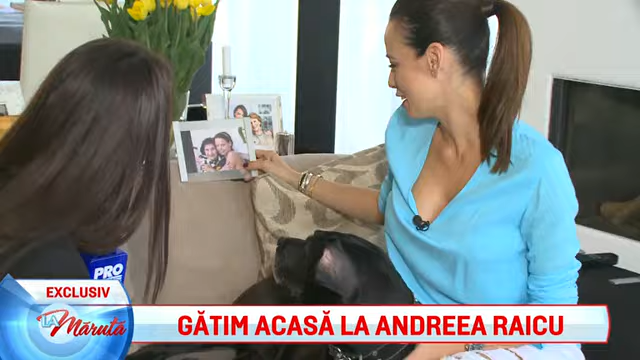 PRO
EXCLUSIV
LA
Măruță
GĂTIM ACASĂ LA ANDREEA RAICU